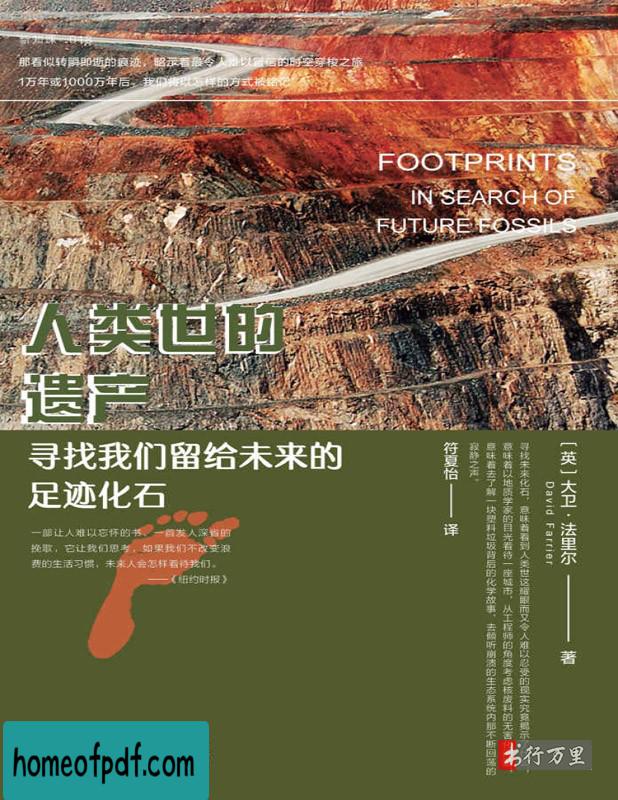 那看似转瞬即逝的痕迹,昭示着最令人难以置信的时空穿梭之旅
1万年或1000万年后,我们将以怎样的方式被铭记
FOOTPRINTS
IN SEARCH OF
FUTURE FOSSILS
人类世的
遗产
寻找我们留给未来的
足迹化石
一部让人难以忘怀的书,一首发人深省的
挽歌,它让我们思考,如果我们不改变浪
费的生活习惯,未来人会怎样看待我们。
——《纽约时报》
[英]大卫·法里尔 —— 著
David Farrier
寻找未来化石,意味着看到人类世这耀眼而又令人难以忍受的现实究竟揭示
意味着以地质学家的目光看待一座城市,从工程师的角度考虑核废料的无害
意味着去了解一块塑料垃圾背后的化学故事,去倾听崩溃的生态系统内那不断回荡的
寂静之声。
符夏怡——译
书行万里
homeofpdf.com